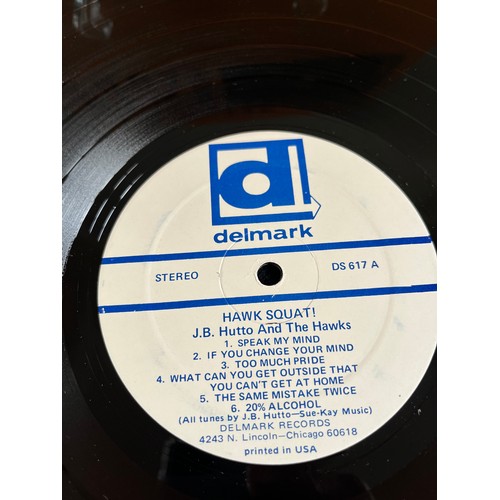 d
delmark
STEREO DS 617 A
HAWK SQUAT!
J.B. Hutto And The Hawks
1. SPEAK MY MIND
2. IF YOU CHANGE YOUR MIND
3. TOO MUCH PRIDE
4. WHAT CAN YOU GET OUTSIDE THAT
YOU CAN'T GET AT HOME
5. THE SAME MISTAKE TWICE
6. 20% ALCOHOL
(All tunes by J.B. Hutto—Sue-Kay Music)
DELMARK RECORDS
4243 N. Lincoln—Chicago 60618
printed in USA